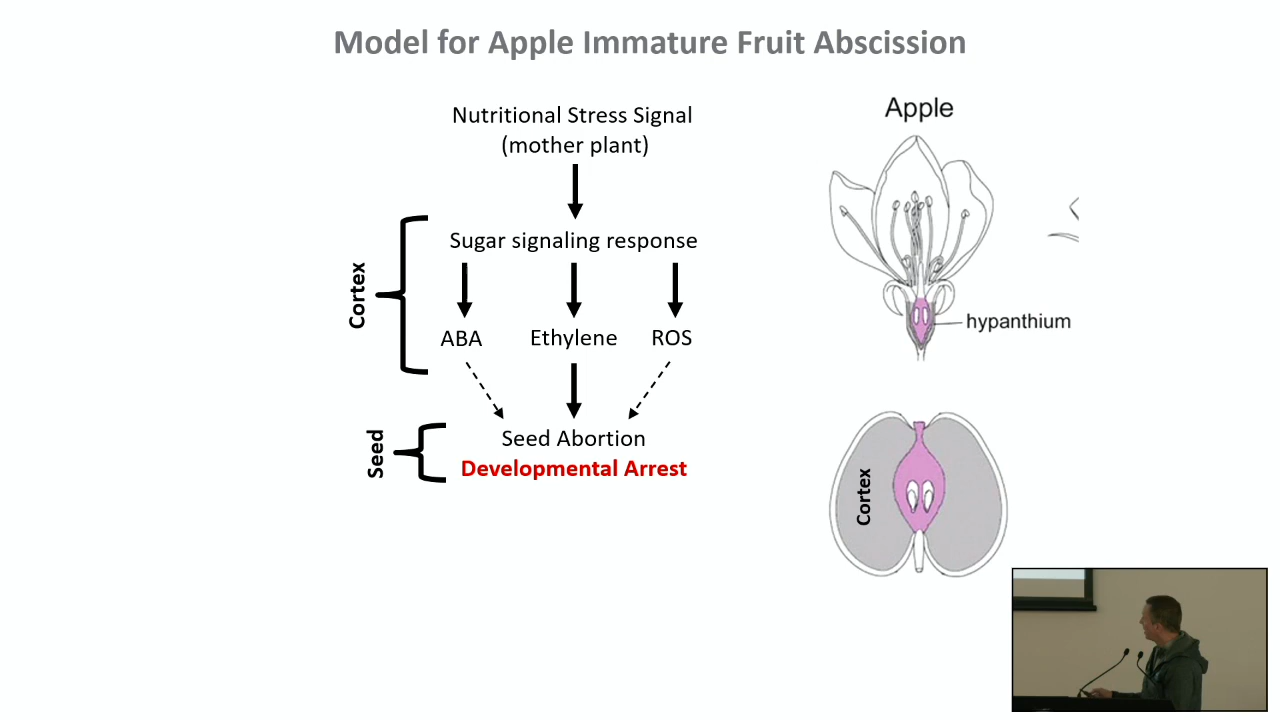 Model for Apple Immature Fruit Abscission
Nutritional Stress Signal
(mother plant)
Cortex
Sugar signaling response
ABA
Ethylene
ROS
Seed
Seed Abortion
Developmental Arrest
Apple
hypanthium
Cortex